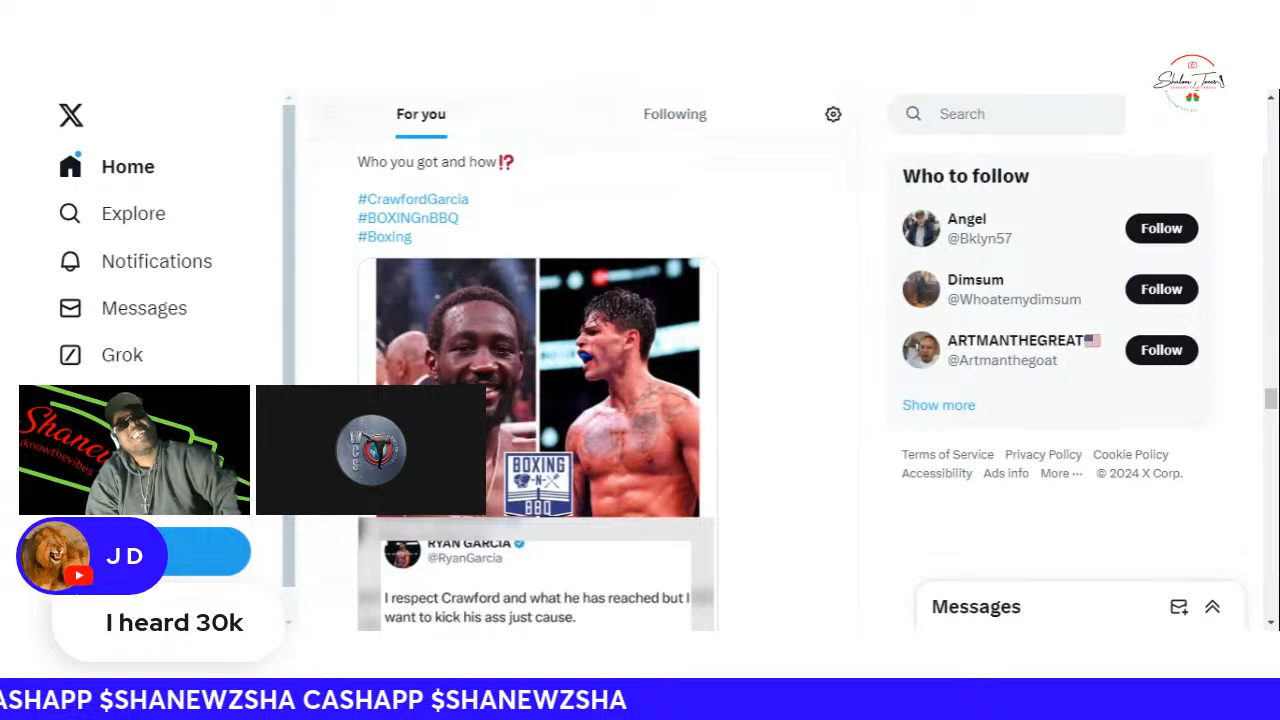 For you
Following
Search
Home
Explore
Notifications
Messages
Grok
Who you got and how⁉
#CrawfordGarcia
#BOXINGnBBQ
#Boxing
BOXING
-N-
BBQ
RYAN GARCIA
@RyanGarcia
I respect Crawford and what he has reached but I
want to kick his ass just cause.
Who to follow
Angel
@Bklyn57
Follow
Dimsum
@Whoatemydimsum
Follow
ARTMANTHEGREAT🇺🇸
@Artmanthegoat
Follow
Show more
Terms of Service Privacy Policy Cookie Policy
Accessibility Ads info More ··· © 2024 X Corp.
Messages
Shanew
iknowthevibes
J D
I heard 30k
ASHAPP $SHANEWZSHA CASHAPP $SHANEWZSHA